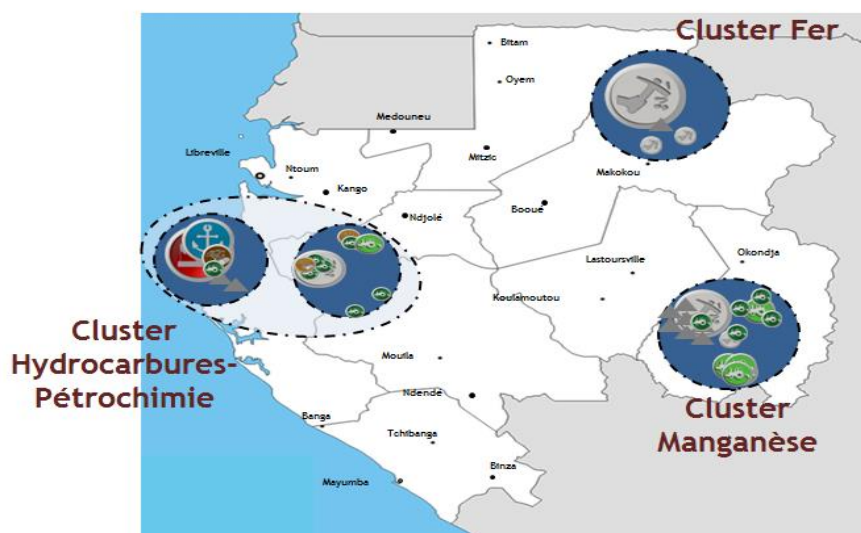 Cluster Fer
Bitam
Oyem
Medouneu
Libreville
Mitzic
Ntoum
Makokou
Kango
Booué
Ndjolé
Okondja
Lastoursville
Koulamoutou
Cluster
Hydrocarbures-
Pétrochimie
Mouila
Ndendé
Cluster
Manganèse
Banga
Tchibanga
Binza
Mayumba